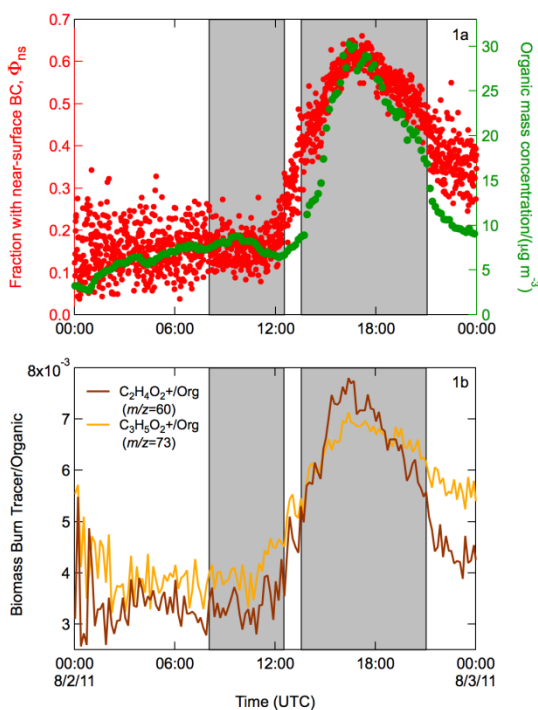 1a
Fraction with near-surface BC, Φns
0.7
0.6
0.5
0.4
0.3
0.2
0.1
0.0
30
25
20
15
10
5
0
Organic mass concentration/(µg m-3)
00:00 06:00 12:00 18:00 00:00
1b
8x10-3
7
6
5
4
3
Biomass Burn Tracer/Organic
C2H4O2+/Org
(m/z=60)
C3H5O2+/Org
(m/z=73)
00:00 06:00 12:00 18:00 00:00
8/2/11 8/3/11
Time (UTC)